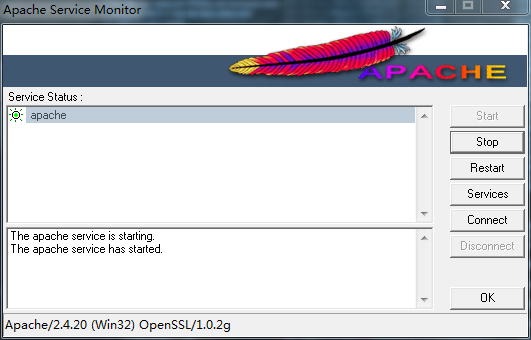 Apache Service Monitor
APACHE
Service Status :
apache
Start
Stop
Restart
Services
Connect
Disconnect
The apache service is starting.
The apache service has started.
OK
Apache/2.4.20 (Win32) OpenSSL/1.0.2g